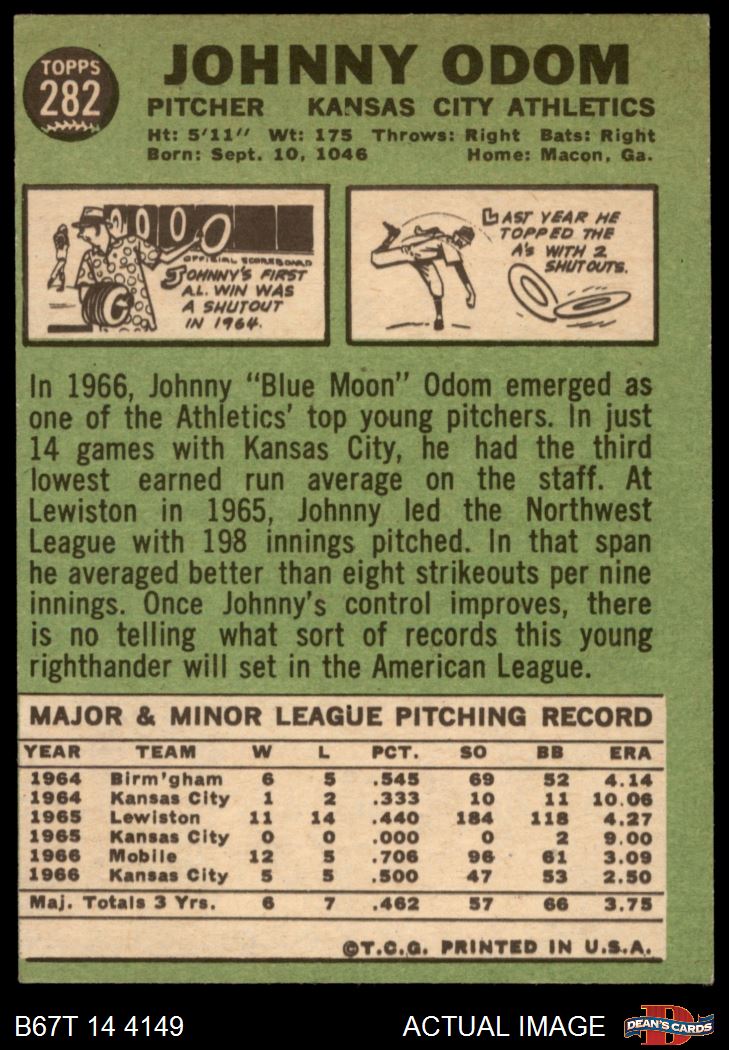 TOPPS
282
JOHNNY ODOM
PITCHER KANSAS CITY ATHLETICS
Ht: 5'11" Wt: 175 Throws: Right Bats: Right
Born: Sept. 10, 1046 Home: Macon, Ga.
0 0 0 0
OFFICIAL SCOREBOARD
JOHNNY'S FIRST
A.L. WIN WAS
A SHUTOUT
IN 1964.
LAST YEAR HE
TOPPED THE
A's WITH 2
SHUTOUTS.
In 1966, Johnny "Blue Moon" Odom emerged as
one of the Athletics' top young pitchers. In just
14 games with Kansas City, he had the third
lowest earned run average on the staff. At
Lewiston in 1965, Johnny led the Northwest
League with 198 innings pitched. In that span
he averaged better than eight strikeouts per nine
innings. Once Johnny's control improves, there
is no telling what sort of records this young
righthander will set in the American League.
MAJOR & MINOR LEAGUE PITCHING RECORD
YEAR TEAM W L PCT. SO BB ERA
1964 Birm'gham 6 5 .545 69 52 4.14
1964 Kansas City 1 2 .333 10 11 10.06
1965 Lewiston 11 14 .440 184 118 4.27
1965 Kansas City 0 0 .000 0 2 9.00
1966 Mobile 12 5 .706 96 61 3.09
1966 Kansas City 5 5 .500 47 53 2.50
Maj. Totals 3 Yrs. 6 7 .462 57 66 3.75
©T.C.G. PRINTED IN U.S.A.
B67T 14 4149 ACTUAL IMAGE D DEAN'S CARDS